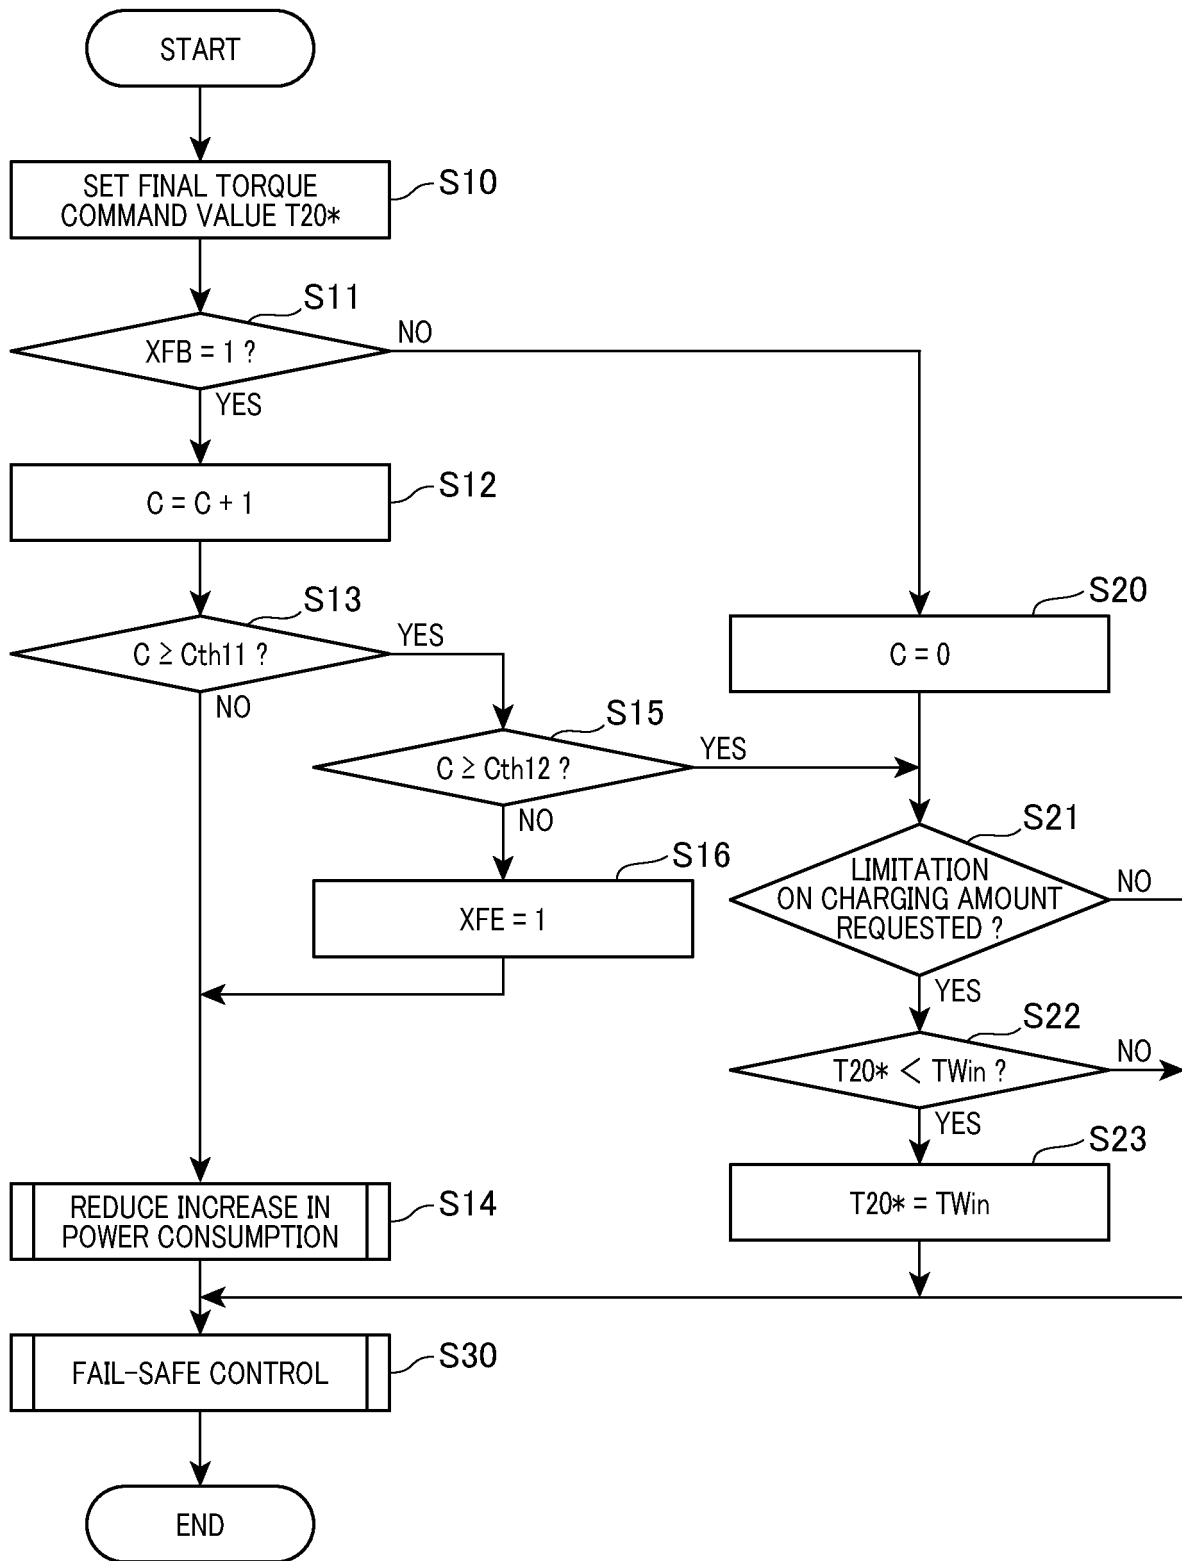 START
SET FINAL TORQUE
COMMAND VALUE T20*
S10
S11
XFB = 1 ?
NO
YES
C = C + 1
S12
S13
C ≥ Cth11 ?
YES
NO
S20
C = 0
S15
C ≥ Cth12 ?
YES
NO
S16
XFE = 1
S21
LIMITATION
ON CHARGING AMOUNT
REQUESTED ?
NO
YES
S22
T20* < TWin ?
NO
YES
S23
T20* = TWin
REDUCE INCREASE IN
POWER CONSUMPTION
S14
FAIL-SAFE CONTROL
S30
END